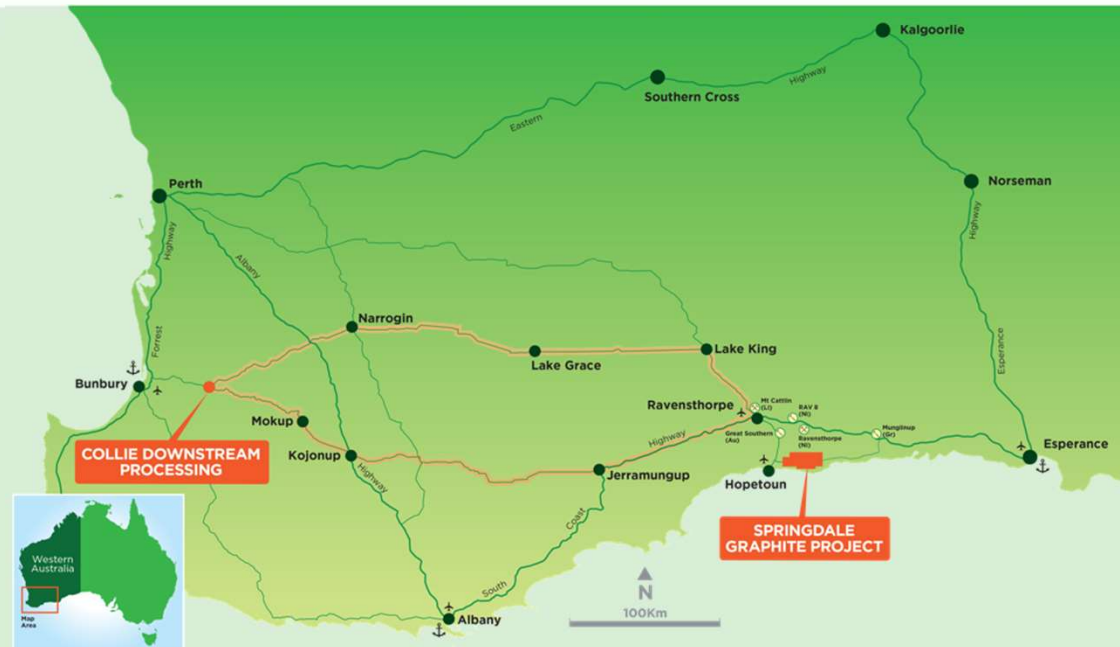 Kalgoorlie
Highway
Southern Cross
Eastern
Perth
Norseman
Highway
Highway
Albany
Narrogin
Forrest
Esperance
Lake King
Lake Grace
Bunbury
Mt Cattlin
(Li)
Ravensthorpe
RAV 8
(Ni)
Mokup
Great Southern
(Au)
Ravensthorpe
(Ni)
Munglinup
(Gr)
Highway
Esperance
COLLIE DOWNSTREAM
PROCESSING
Kojonup
Highway
Jerramungup
Hopetoun
Coast
SPRINGDALE
GRAPHITE PROJECT
Western
Australia
South
N
100Km
Map
Area
Albany